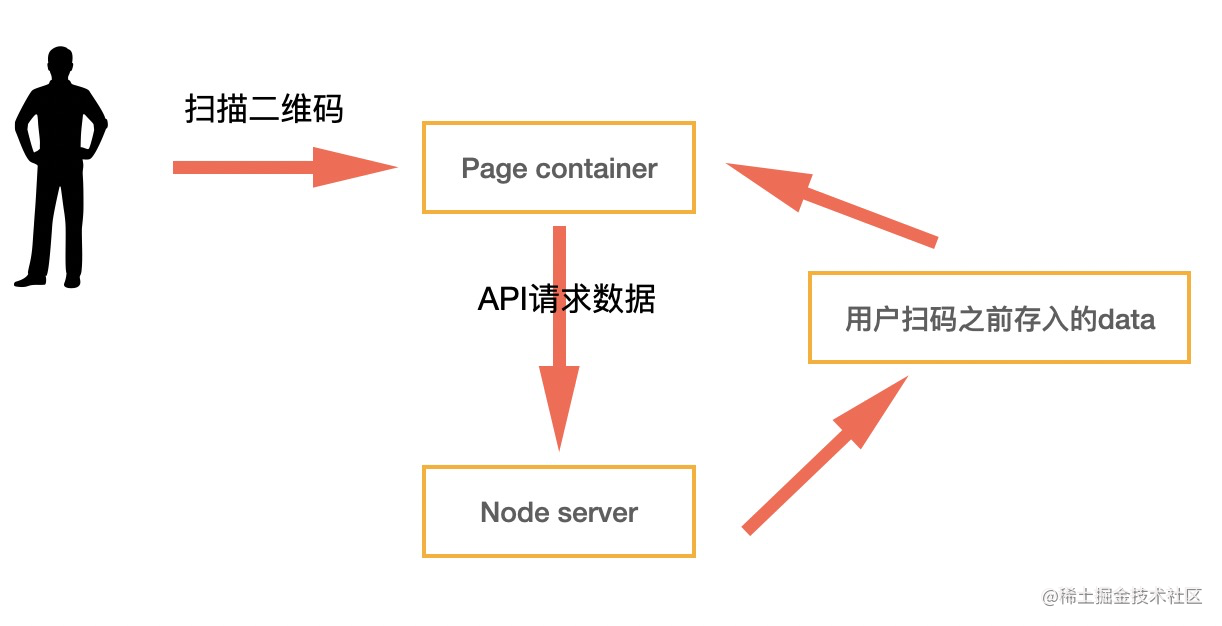 扫描二维码
Page container
API请求数据
用户扫码之前存入的data
Node server
@稀土掘金技术社区